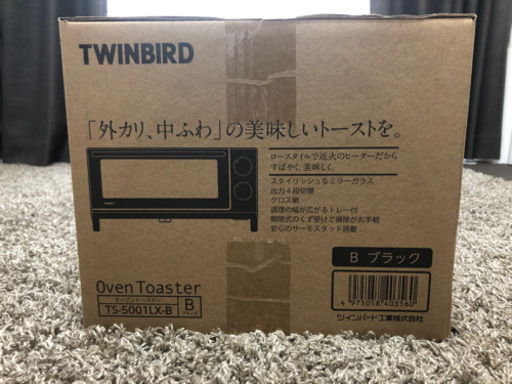 TWINBIRD
「外カリ、中ふわ」の美味しいトーストを。
ロースタイルで近火のヒーターだから
すばやく、美味しく。
スタイリッシュなミラーガラス
出力4段切替
クロス網
調理の幅が広がるトレー付
開閉式のくず受けで掃除がお手軽
安心のサーモスタット搭載
B ブラック
Oven Toaster
オーブントースター
TS-5001LX-B
B
ブラック
4 975058 403560
ツインバード工業株式会社